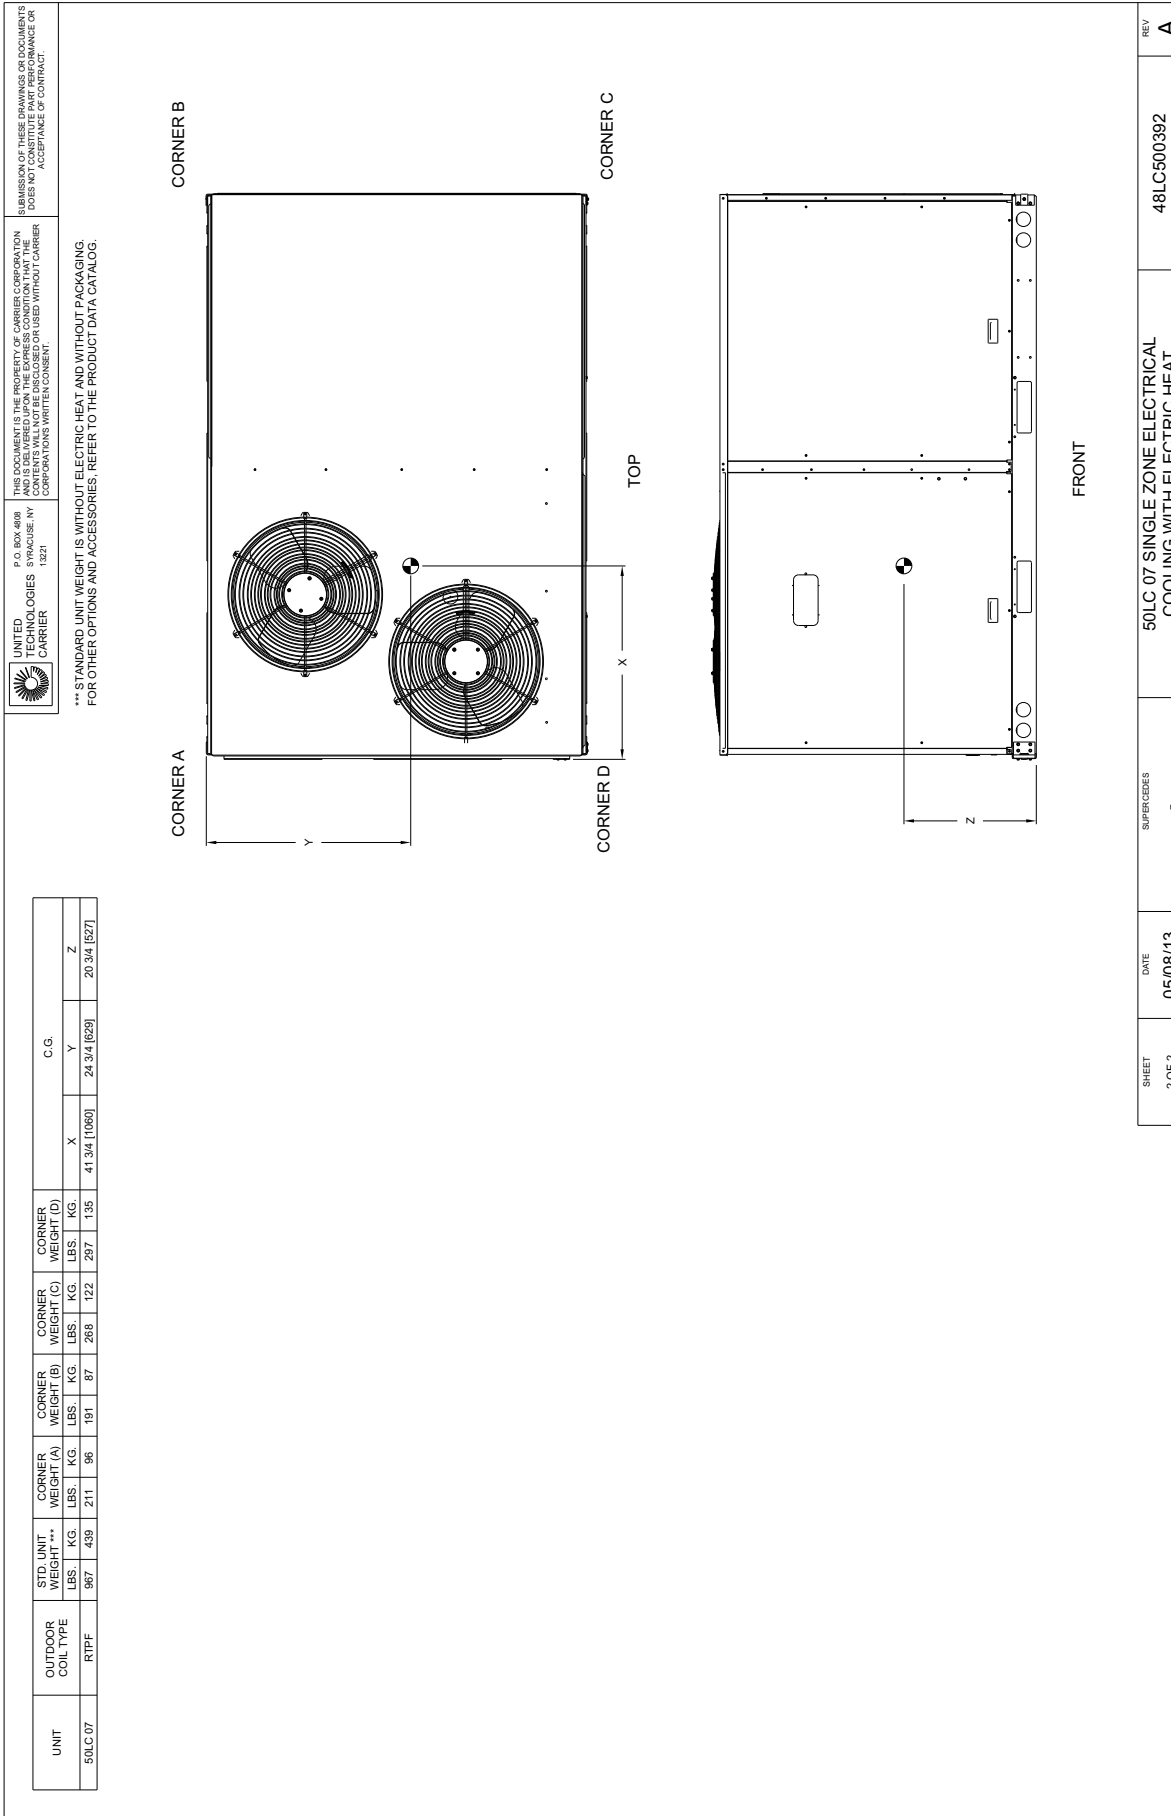 UNIT
OUTDOOR
COIL TYPE
STD. UNIT
WEIGHT ***
CORNER
WEIGHT (A)
CORNER
WEIGHT (B)
CORNER
WEIGHT (C)
CORNER
WEIGHT (D)
C.G.
LBS. KG. LBS. KG. LBS. KG. LBS. KG. LBS. KG. X Y Z
50LC 07 RTPF 967 439 211 96 191 87 268 122 297 135 41 3/4 [1060] 24 3/4 [629] 20 3/4 [527]
UNITED
TECHNOLOGIES
CARRIER
P.O. BOX 4808
SYRACUSE, NY
13221
THIS DOCUMENT IS THE PROPERTY OF CARRIER CORPORATION
AND IS DELIVERED UPON THE EXPRESS CONDITION THAT THE
CONTENTS WILL NOT BE DISCLOSED OR USED WITHOUT CARRIER
CORPORATION'S WRITTEN CONSENT.
SUBMISSION OF THESE DRAWINGS OR DOCUMENTS
DOES NOT CONSTITUTE PART PERFORMANCE OR
ACCEPTANCE OF CONTRACT.
*** STANDARD UNIT WEIGHT IS WITHOUT ELECTRIC HEAT AND WITHOUT PACKAGING.
FOR OTHER OPTIONS AND ACCESSORIES, REFER TO THE PRODUCT DATA CATALOG.
CORNER A
CORNER B
Y
X
CORNER D
CORNER C
TOP
Z
FRONT
SHEET
2 OF 2
DATE
05/08/13
SUPERCEDES
50LC 07 SINGLE ZONE ELECTRICAL
COOLING WITH ELECTRIC HEAT
48LC500392
REV
A